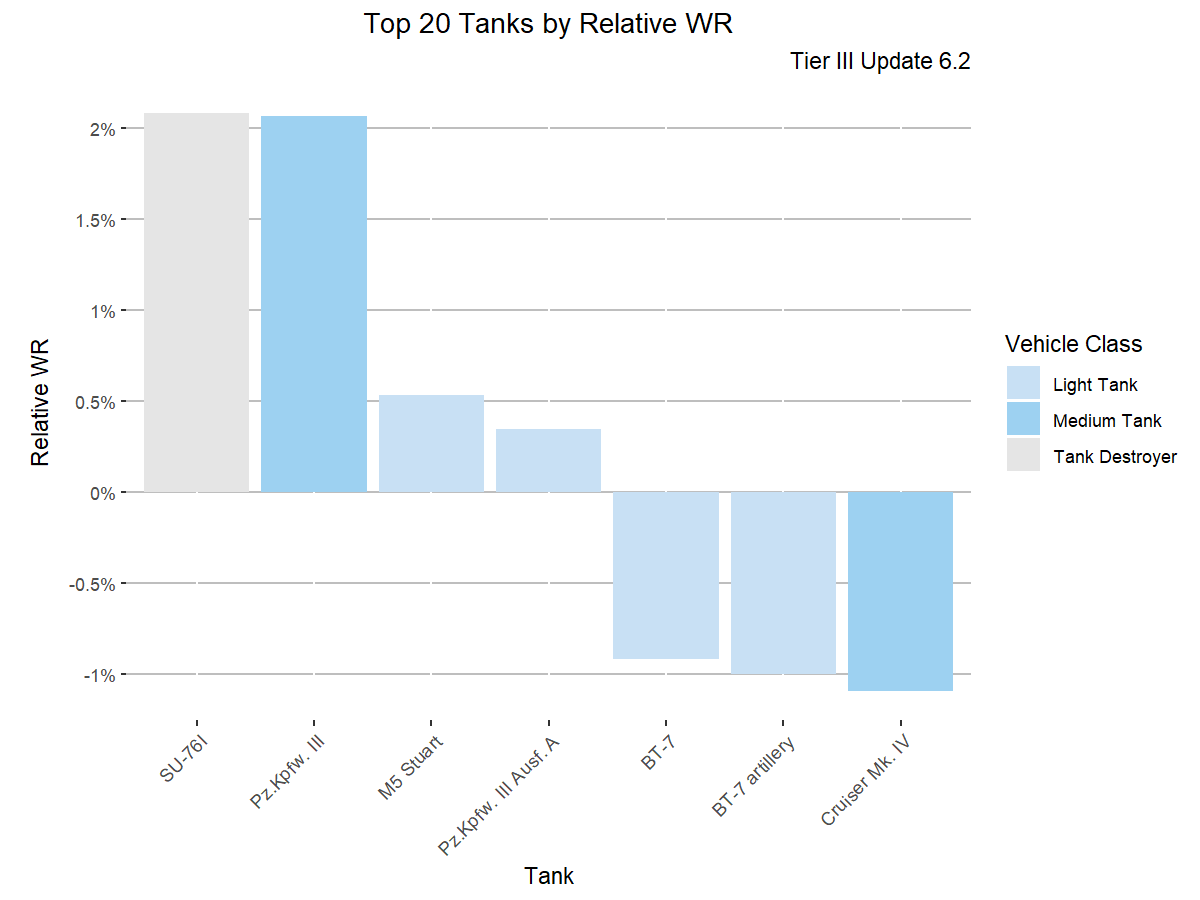 Top 20 Tanks by Relative WR
Tier III Update 6.2
2%
1.5%
1%
0.5%
0%
-0.5%
-1%
Relative WR
SU-76I
Pz.Kpfw. III
M5 Stuart
Pz.Kpfw. III Ausf. A
BT-7
BT-7 artillery
Cruiser Mk. IV
Tank
Vehicle Class
Light Tank
Medium Tank
Tank Destroyer